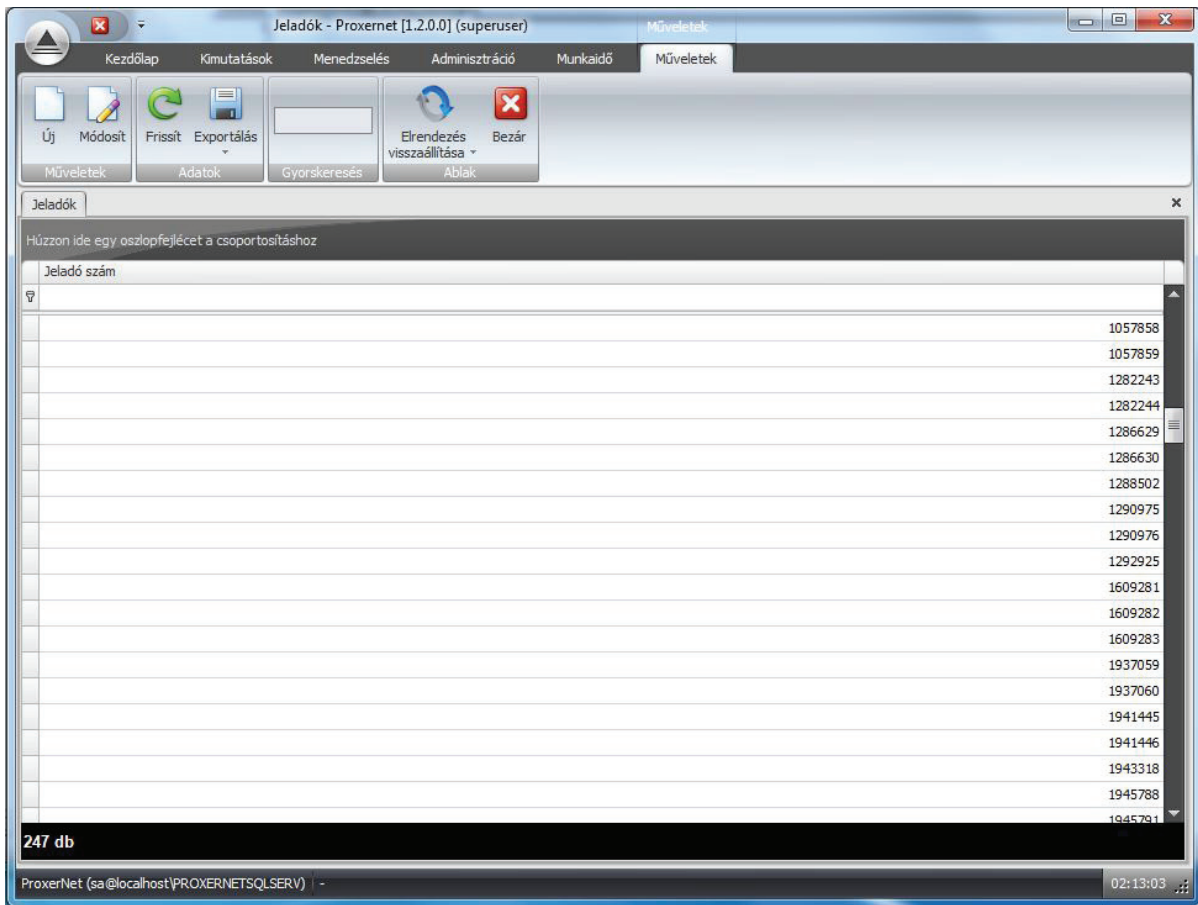 Jeladók - Proxernet [1.2.0.0] (superuser)
Műveletek
Kezdőlap Kimutatások Menedzselés Adminisztráció Munkaidő Műveletek
Új Módosít Frissít Exportálás Elrendezés visszaállítása Bezár
Műveletek Adatok Gyorskeresés Ablak
Jeladók
Húzzon ide egy oszlopfejlécet a csoportosításhoz
Jeladó szám
1057858
1057859
1282243
1282244
1286629
1286630
1288502
1290975
1290976
1292925
1609281
1609282
1609283
1937059
1937060
1941445
1941446
1943318
1945788
1945791
247 db
ProxerNet (sa@localhost\PROXERNETSQLSERV) -
02:13:03